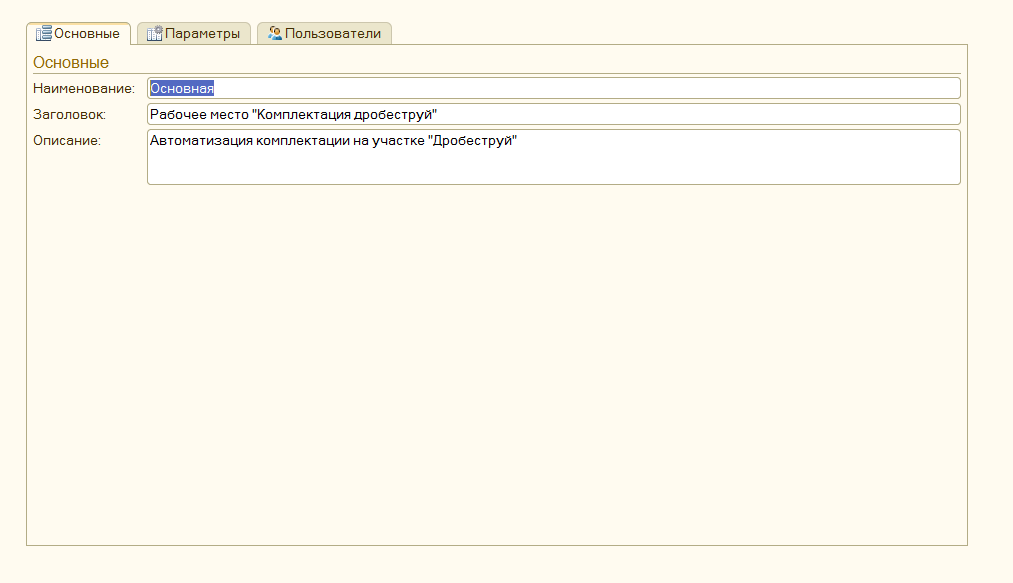 Основные Параметры Пользователи
Основные
Наименование: Основная
Заголовок: Рабочее место "Комплектация дробеструй"
Описание: Автоматизация комплектации на участке "Дробеструй"